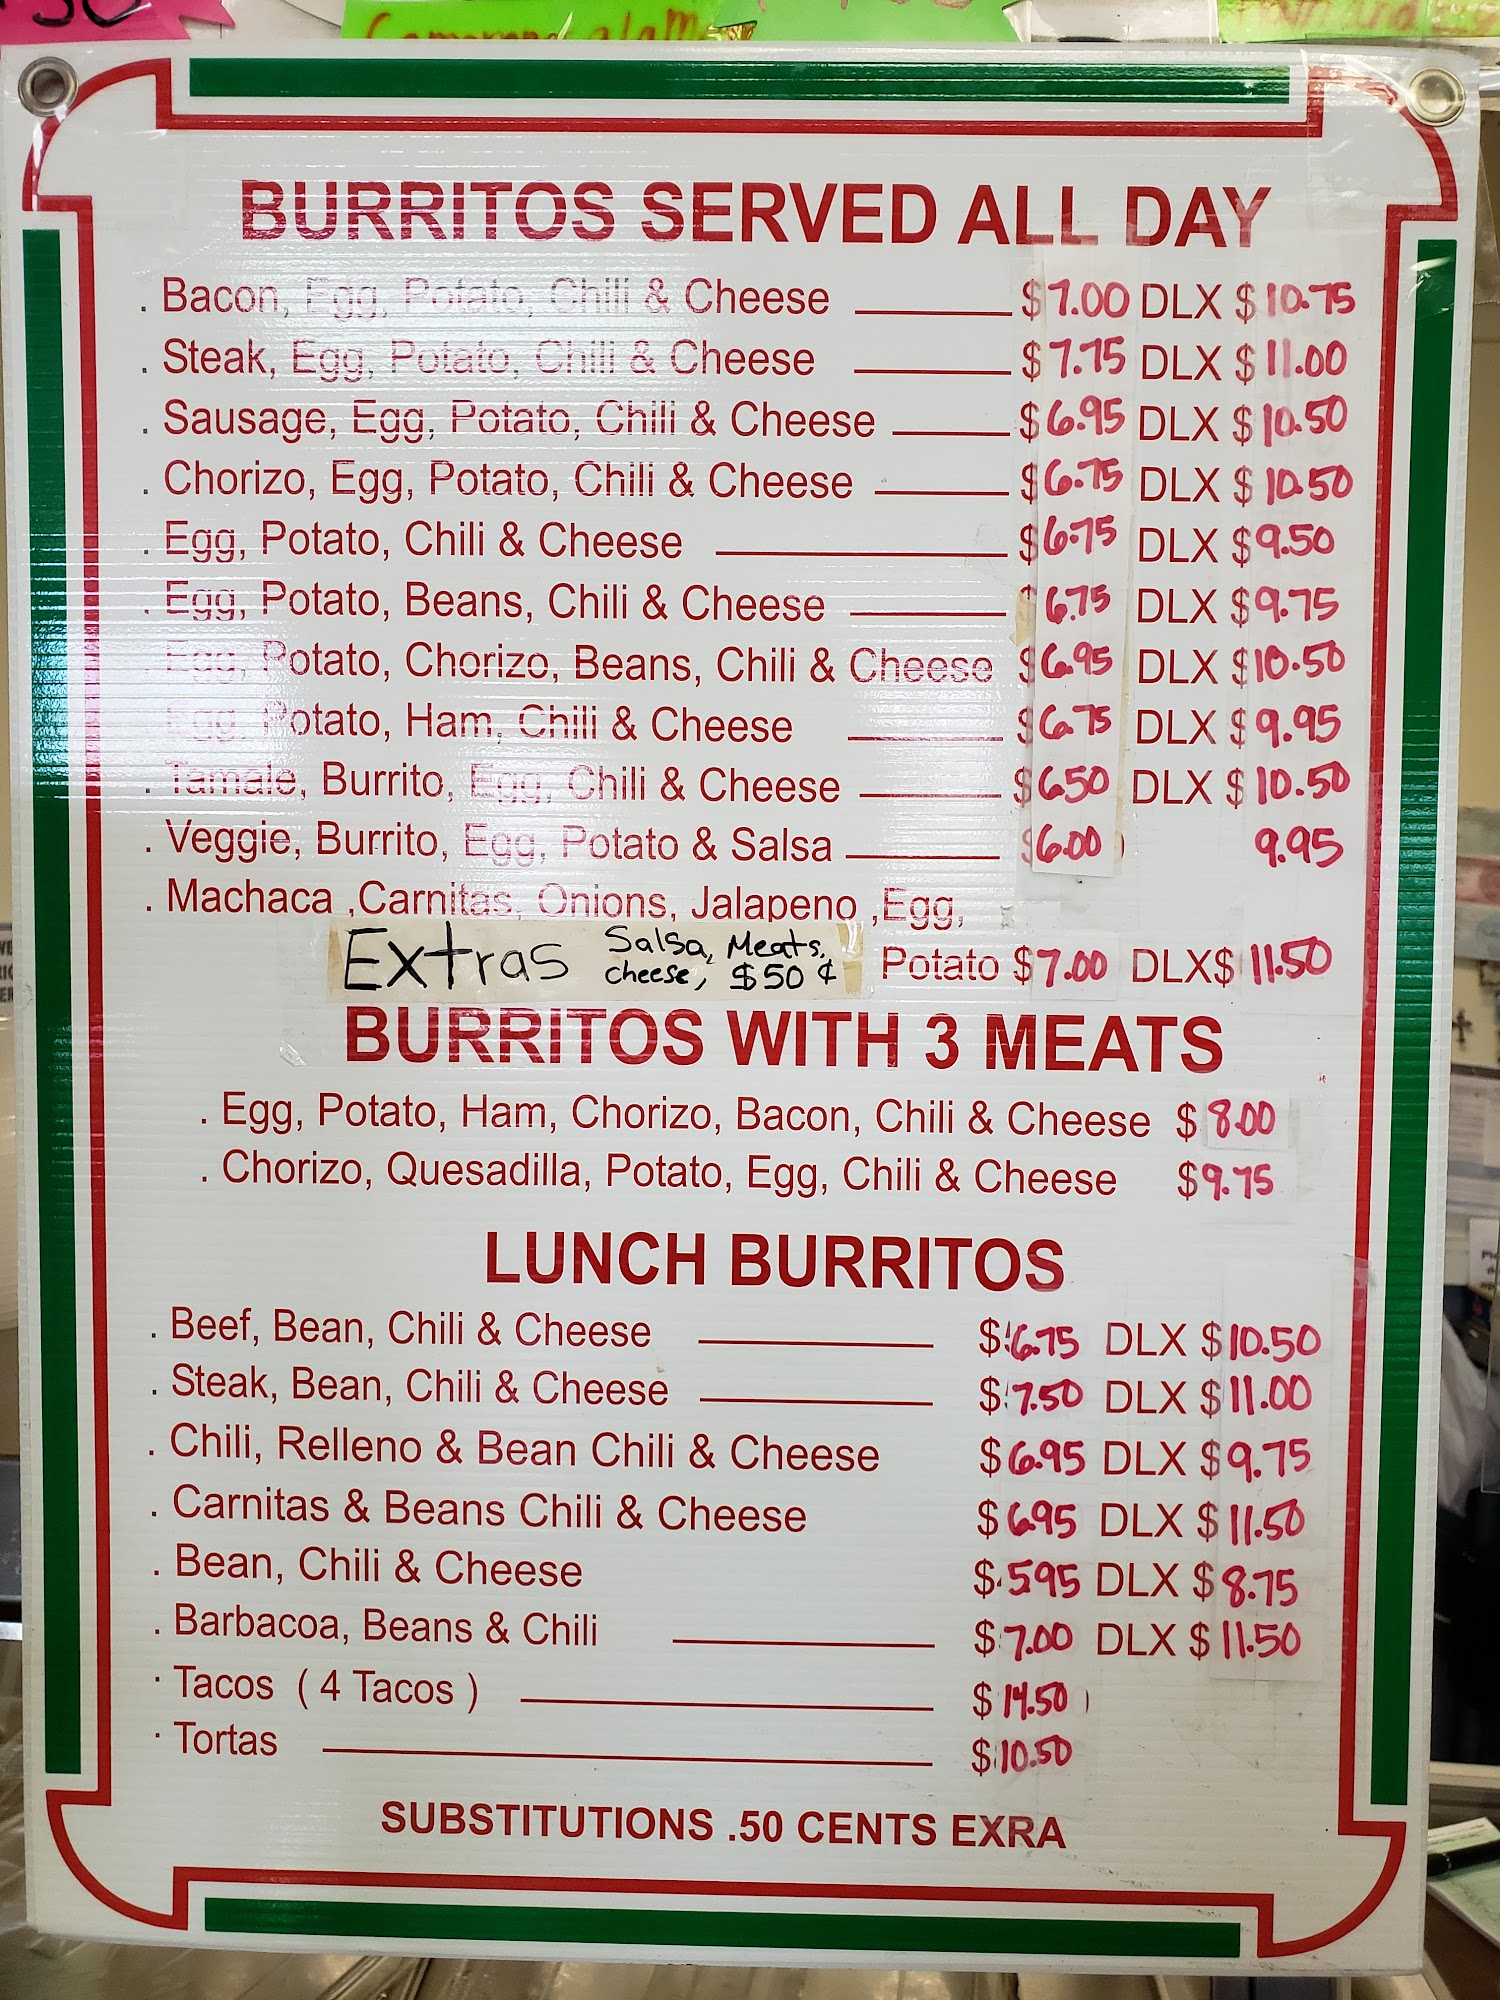 BURRITOS SERVED ALL DAY
. Bacon, Egg, Potato, Chili & Cheese $7.00 DLX $10.75
. Steak, Egg, Potato, Chili & Cheese $7.75 DLX $11.00
. Sausage, Egg, Potato, Chili & Cheese $6.95 DLX $10.50
. Chorizo, Egg, Potato, Chili & Cheese $6.75 DLX $10.50
. Egg, Potato, Chili & Cheese $6.75 DLX $9.50
. Egg, Potato, Beans, Chili & Cheese 6.75 DLX $9.75
. Egg, Potato, Chorizo, Beans, Chili & Cheese $6.95 DLX $10.50
. Egg, Potato, Ham, Chili & Cheese $6.75 DLX $9.95
. Tamale, Burrito, Egg, Chili & Cheese $6.50 DLX $10.50
. Veggie, Burrito, Egg, Potato & Salsa $6.00 9.95
. Machaca ,Carnitas, Onions, Jalapeno ,Egg,
Potato $7.00 DLX$ 11.50
Extras Salsa, Meats,
cheese, $50¢
BURRITOS WITH 3 MEATS
. Egg, Potato, Ham, Chorizo, Bacon, Chili & Cheese $8.00
. Chorizo, Quesadilla, Potato, Egg, Chili & Cheese $9.75
LUNCH BURRITOS
. Beef, Bean, Chili & Cheese $6.75 DLX $10.50
. Steak, Bean, Chili & Cheese $7.50 DLX $11.00
. Chili, Relleno & Bean Chili & Cheese $6.95 DLX $9.75
. Carnitas & Beans Chili & Cheese $6.95 DLX $11.50
. Bean, Chili & Cheese $5.95 DLX $8.75
. Barbacoa, Beans & Chili $7.00 DLX $11.50
· Tacos ( 4 Tacos ) $14.50
· Tortas $10.50
SUBSTITUTIONS .50 CENTS EXRA